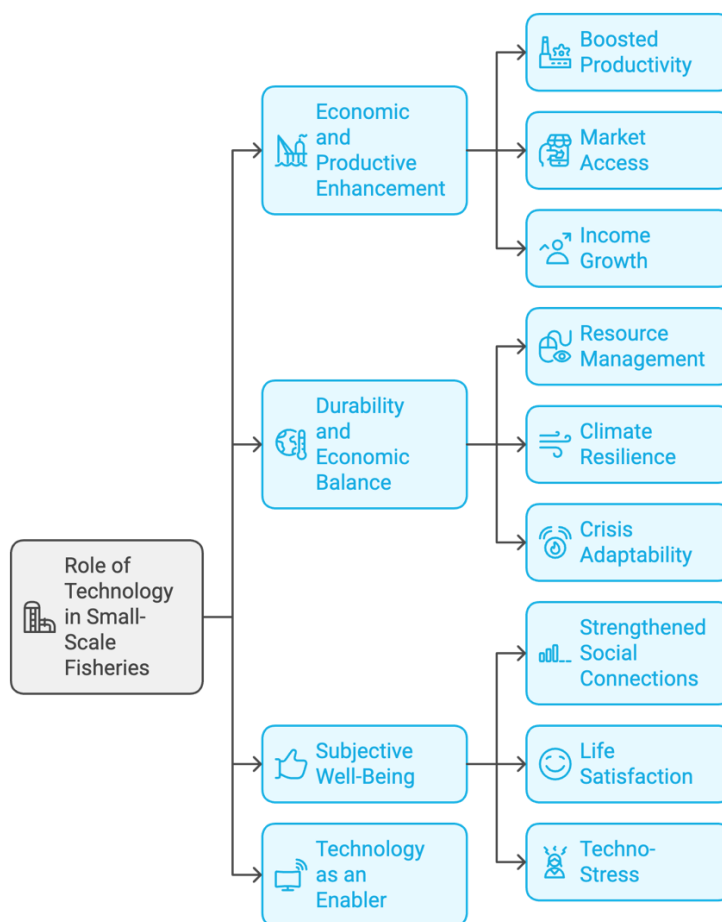 Role of
Technology
in Small-
Scale
Fisheries
Economic
and
Productive
Enhancement
Boosted
Productivity
Market
Access
Income
Growth
Durability
and
Economic
Balance
Resource
Management
Climate
Resilience
Crisis
Adaptability
Subjective
Well-Being
Strengthened
Social
Connections
Life
Satisfaction
Techno-
Stress
Technology
as an
Enabler